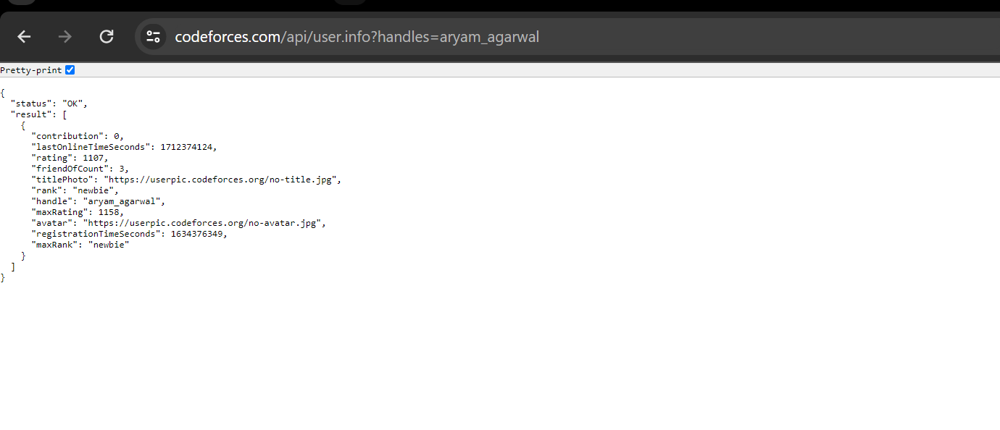 codeforces.com/api/user.info?handles=aryam_agarwal
Pretty-print
{
  "status": "OK",
  "result": [
    {
      "contribution": 0,
      "lastOnlineTimeSeconds": 1712374124,
      "rating": 1107,
      "friendOfCount": 3,
      "titlePhoto": "https://userpic.codeforces.org/no-title.jpg",
      "rank": "newbie",
      "handle": "aryam_agarwal",
      "maxRating": 1158,
      "avatar": "https://userpic.codeforces.org/no-avatar.jpg",
      "registrationTimeSeconds": 1634376349,
      "maxRank": "newbie"
    }
  ]
}